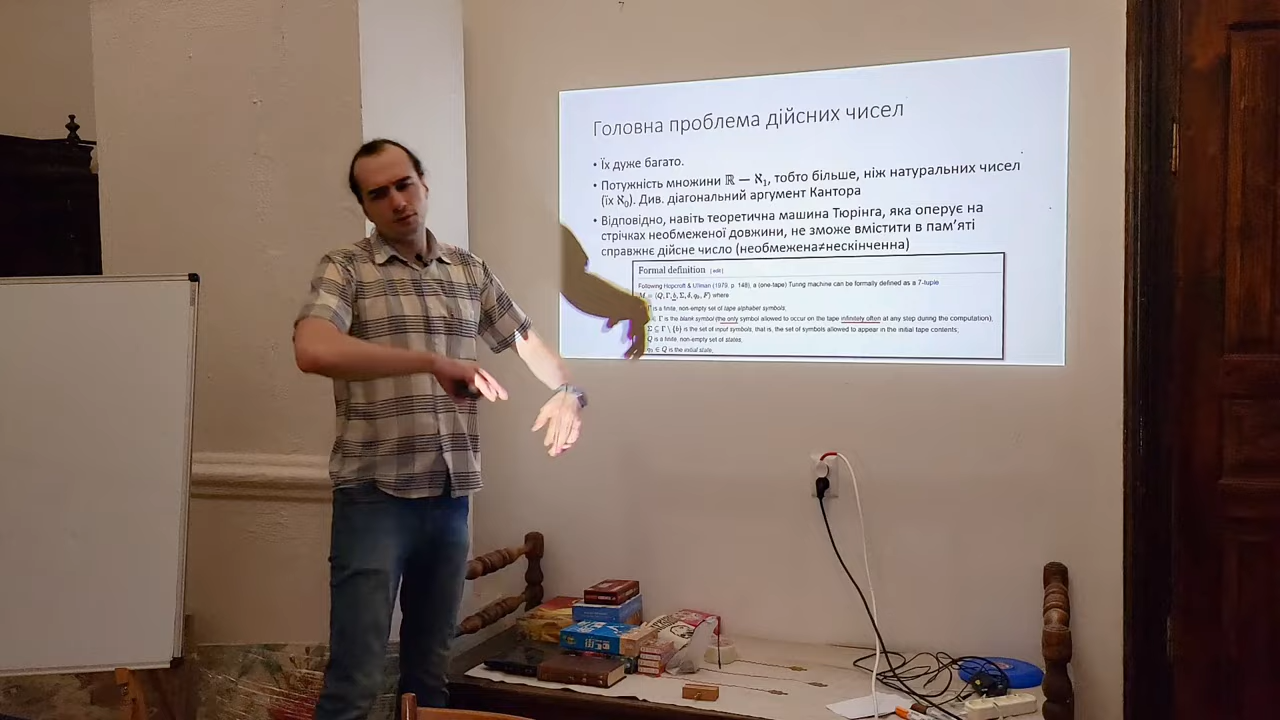 Головна проблема дійсних чисел
• Їх дуже багато.
• Потужність множини ℝ — ℵ₁, тобто більше, ніж натуральних чисел
(їх ℵ₀). Див. діагональний аргумент Кантора
• Відповідно, навіть теоретична машина Тюрінга, яка оперує на
стрічках необмеженої довжини, не зможе вмістити в пам'яті
справжнє дійсне число (необмежена≠нескінченна)
Formal definition [edit]
Following Hopcroft & Ullman (1979, p. 148), a (one-tape) Turing machine can be formally defined as a 7-tuple
M = ⟨Q, Γ, b, Σ, δ, q₀, F⟩ where
is a finite, non-empty set of tape alphabet symbols;
∈ Γ is the blank symbol (the only symbol allowed to occur on the tape infinitely often at any step during the computation);
Σ ⊆ Γ \ {b} is the set of input symbols, that is, the set of symbols allowed to appear in the initial tape contents;
Q is a finite, non-empty set of states;
q₀ ∈ Q is the initial state;